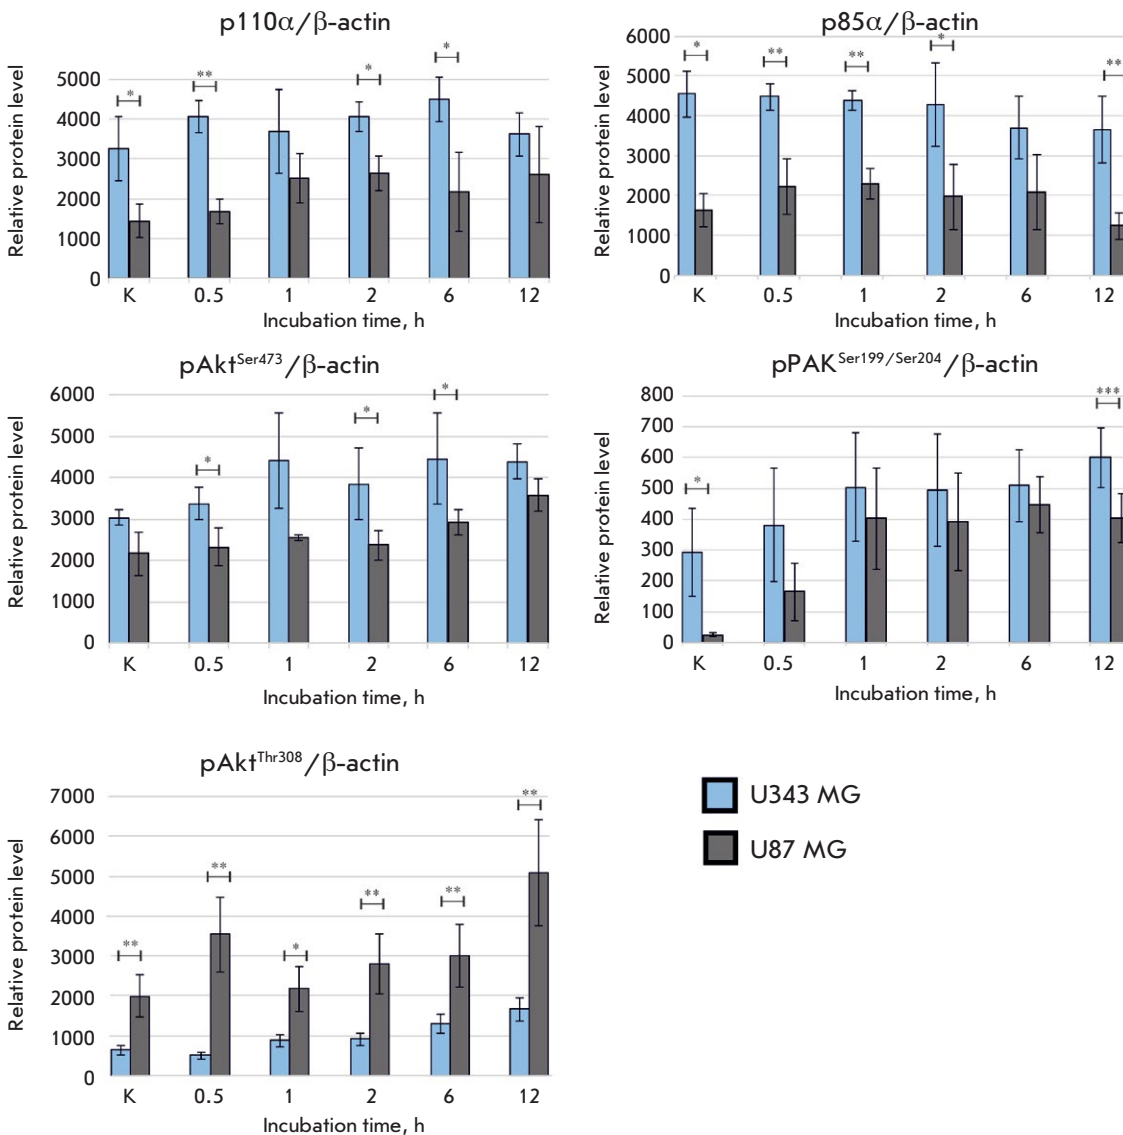 p110α/β-actin
Relative protein level
5000
4000
3000
2000
1000
0
* ** * *
K 0.5 1 2 6 12
Incubation time, h
p85α/β-actin
Relative protein level
6000
5000
4000
3000
2000
1000
0
* ** ** * **
K 0.5 1 2 6 12
Incubation time, h
pAktSer473/β-actin
Relative protein level
6000
5000
4000
3000
2000
1000
0
* * *
K 0.5 1 2 6 12
Incubation time, h
pPAKSer199/Ser204/β-actin
Relative protein level
800
700
600
500
400
300
200
100
0
* ***
K 0.5 1 2 6 12
Incubation time, h
pAktThr308/β-actin
Relative protein level
7000
6000
5000
4000
3000
2000
1000
0
** ** * ** ** **
K 0.5 1 2 6 12
Incubation time, h
U343 MG
U87 MG